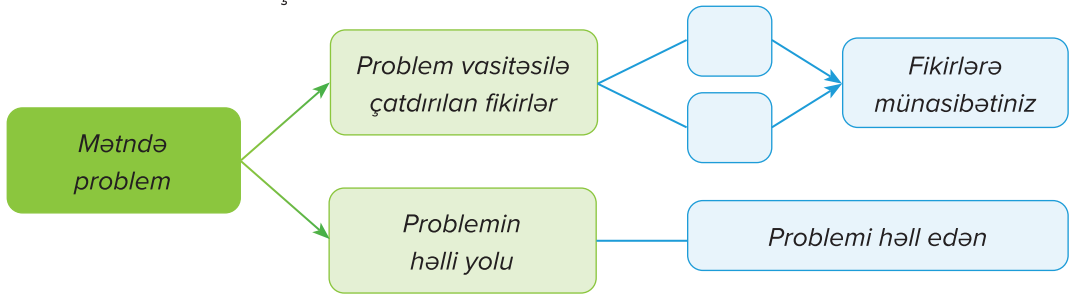 Mətndə
problem
Problem vasitəsilə
çatdırılan fikirlər
Fikirlərə
münasibətiniz
Problemin
həlli yolu
Problemi həll edən